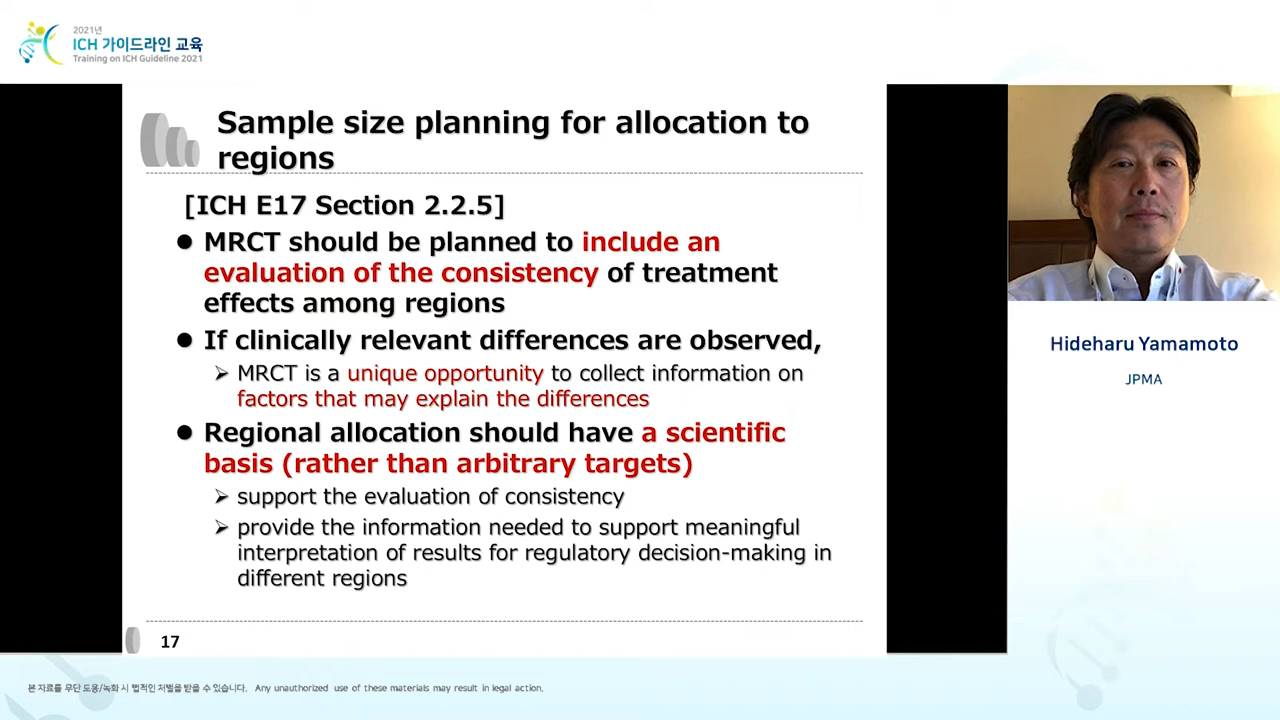 2021년
ICH 가이드라인 교육
Training on ICH Guideline 2021
Sample size planning for allocation to
regions
[ICH E17 Section 2.2.5]
● MRCT should be planned to include an
evaluation of the consistency of treatment
effects among regions
● If clinically relevant differences are observed,
➢ MRCT is a unique opportunity to collect information on
factors that may explain the differences
● Regional allocation should have a scientific
basis (rather than arbitrary targets)
➢ support the evaluation of consistency
➢ provide the information needed to support meaningful
interpretation of results for regulatory decision-making in
different regions
17
Hideharu Yamamoto
JPMA
본 자료를 무단 도용/녹화 시 법적인 처벌을 받을 수 있습니다. Any unauthorized use of these materials may result in legal action.